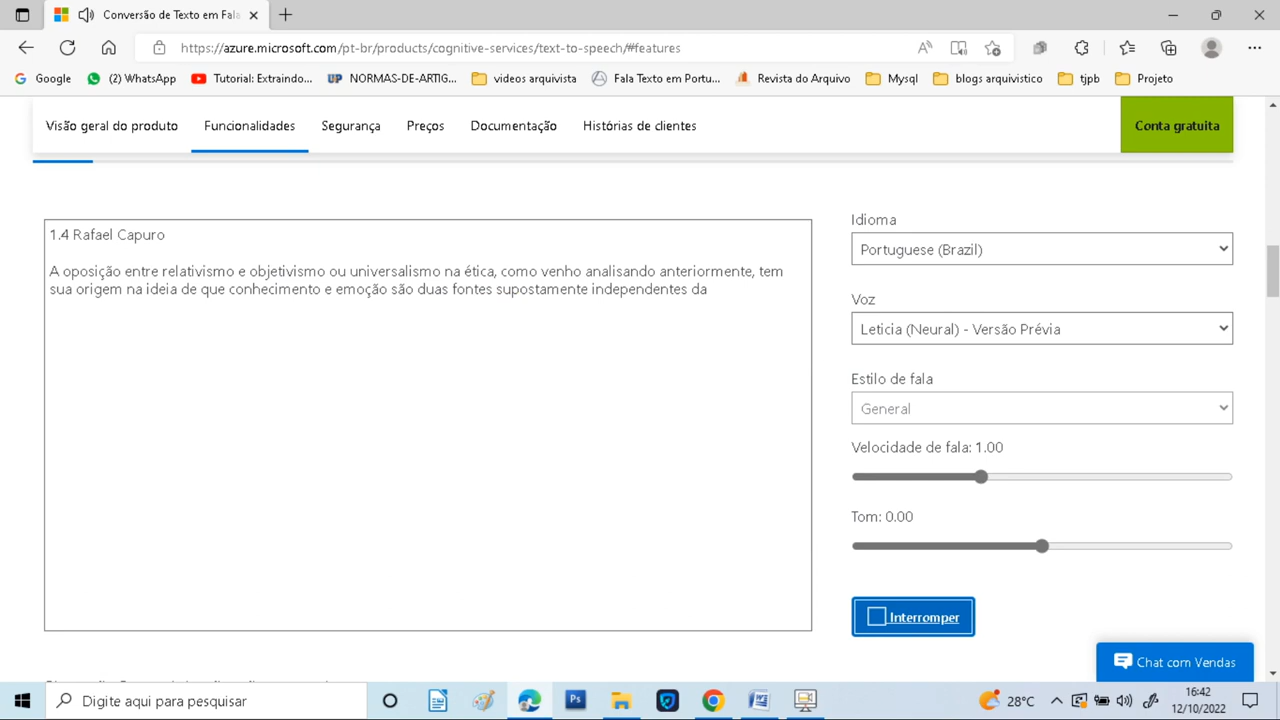 Conversão de Texto em Fala
https://azure.microsoft.com/pt-br/products/cognitive-services/text-to-speech/#features
Google
(2) WhatsApp
Tutorial: Extraindo...
NORMAS-DE-ARTIG...
videos arquivista
Fala Texto em Portu...
Revista do Arquivo
Mysql
blogs arquivistico
tjpb
Projeto
Visão geral do produto
Funcionalidades
Segurança
Preços
Documentação
Histórias de clientes
Conta gratuita
1.4 Rafael Capuro
A oposição entre relativismo e objetivismo ou universalismo na ética, como venho analisando anteriormente, tem
sua origem na ideia de que conhecimento e emoção são duas fontes supostamente independentes da
Idioma
Portuguese (Brazil)
Voz
Leticia (Neural) - Versão Prévia
Estilo de fala
General
Velocidade de fala: 1.00
Tom: 0.00
Interromper
Chat com Vendas
Digite aqui para pesquisar
28°C
16:42
12/10/2022